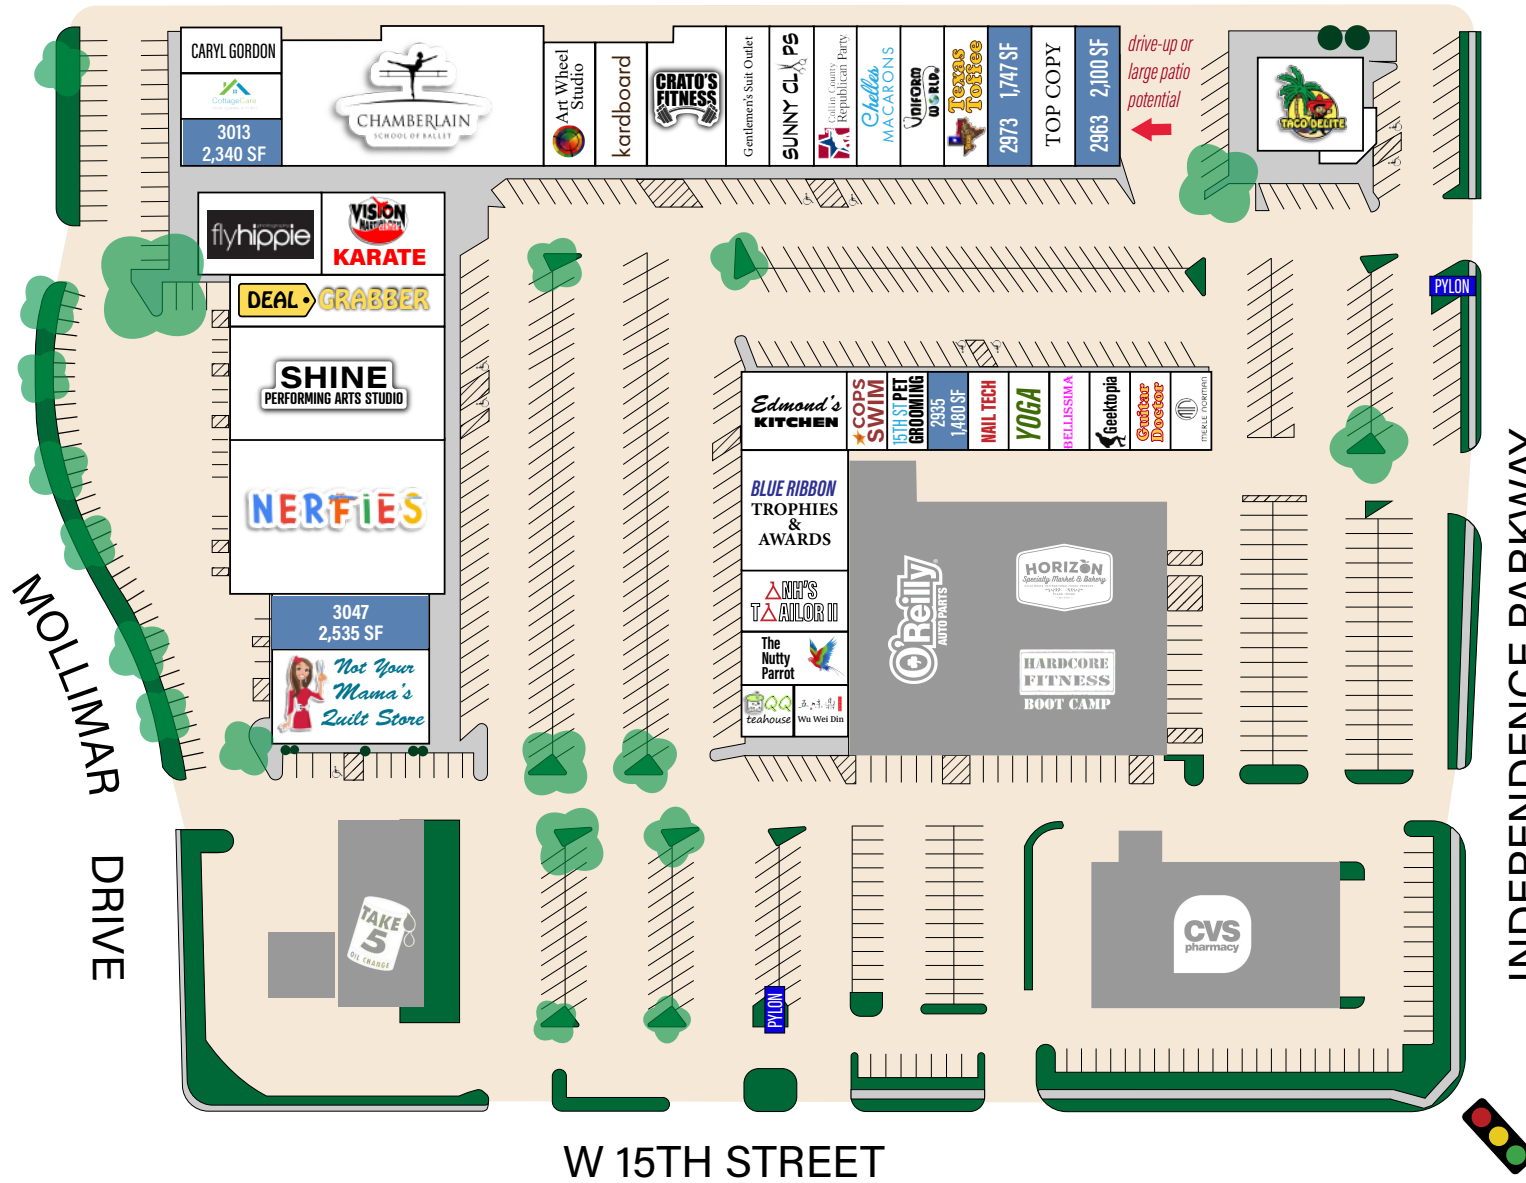 CARYL GORDON
CottageCare
3013
2,340 SF
CHAMBERLAIN
SCHOOL OF BALLET
Art Wheel
Studio
kardboard
CRATO'S
FITNESS
Gentlemen's Suit Outlet
SUNNY CLIPS
Collin County
Republican Party
Chelles
MACARONS
UNIFORM
WORLD
Texas
Toffee
2973 1,747 SF
TOP COPY
2963 2,100 SF
drive-up or
large patio
potential
TACO DELITE
flyhippie
VISION
MARTIAL ARTS
CENTER
KARATE
DEAL GRABBER
SHINE
PERFORMING ARTS STUDIO
NERFIES
3047
2,535 SF
Not Your
Mama's
Quilt Store
PYLON
Edmond's
KITCHEN
COPS
SWIM
15TH ST PET
GROOMING
2935
1,480 SF
NAIL TECH
YOGA
BELLISSIMA
Geektopia
Guitar
Doctor
MERLE NORMAN
BLUE RIBBON
TROPHIES
&
AWARDS
ANH'S
TAILOR II
The
Nutty
Parrot
QQ
teahouse
Wu Wei Din
O'Reilly
AUTO PARTS
HORIZON
Specialty Market & Bakery
HARDCORE
FITNESS
BOOT CAMP
TAKE
5
OIL CHANGE
PYLON
CVS
pharmacy
MOLLIMAR DRIVE
INDEPENDENCE PARKWAY
W 15TH STREET